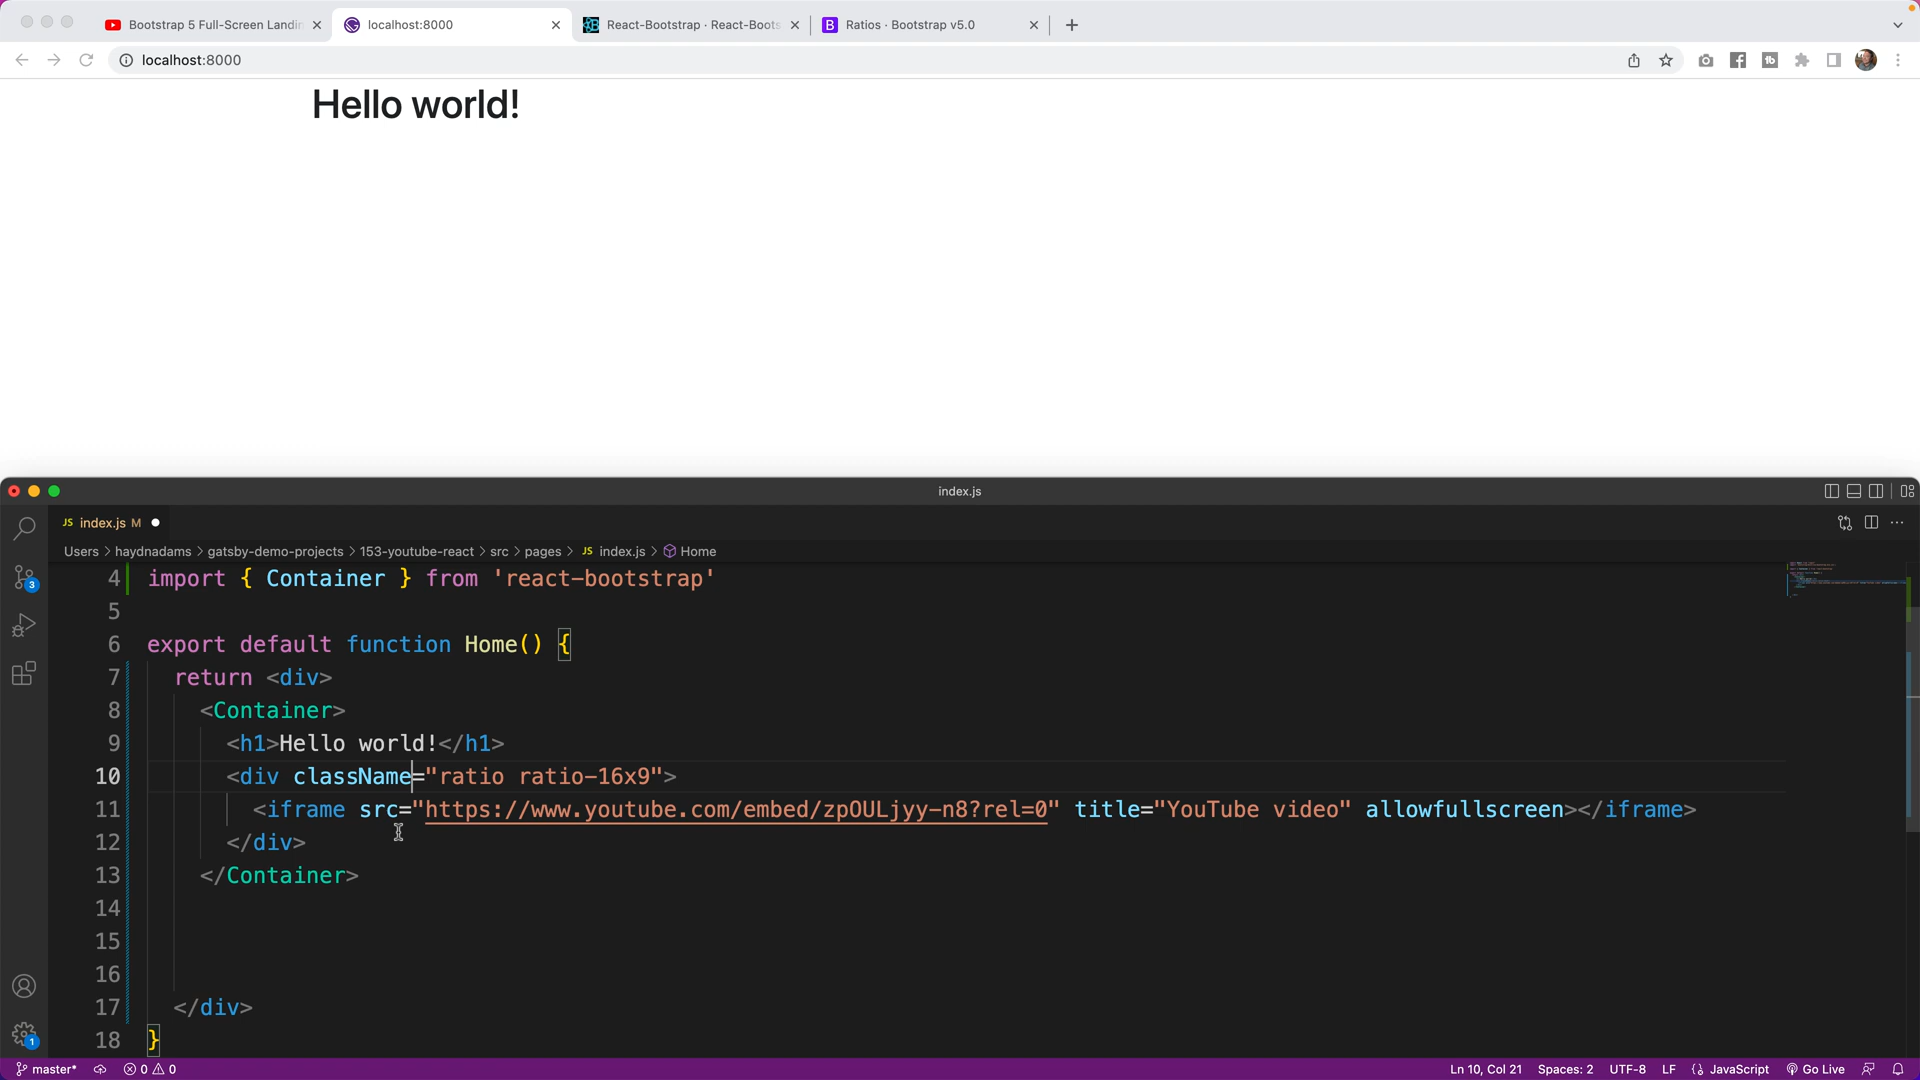 Bootstrap 5 Full-Screen Landin
localhost:8000
React-Bootstrap · React-Boots
Ratios · Bootstrap v5.0
localhost:8000
Hello world!
index.js
JS index.js M
Users > haydnadams > gatsby-demo-projects > 153-youtube-react > src > pages > JS index.js > Home
4 import { Container } from 'react-bootstrap'
5
6 export default function Home() {
7 return <div>
8 <Container>
9 <h1>Hello world!</h1>
10 <div className="ratio ratio-16x9">
11 <iframe src="https://www.youtube.com/embed/zpOULjyy-n8?rel=0" title="YouTube video" allowfullscreen></iframe>
12 </div>
13 </Container>
14
15
16
17 </div>
18 }
3
1
master* 0 0 Ln 10, Col 21 Spaces: 2 UTF-8 LF JavaScript Go Live